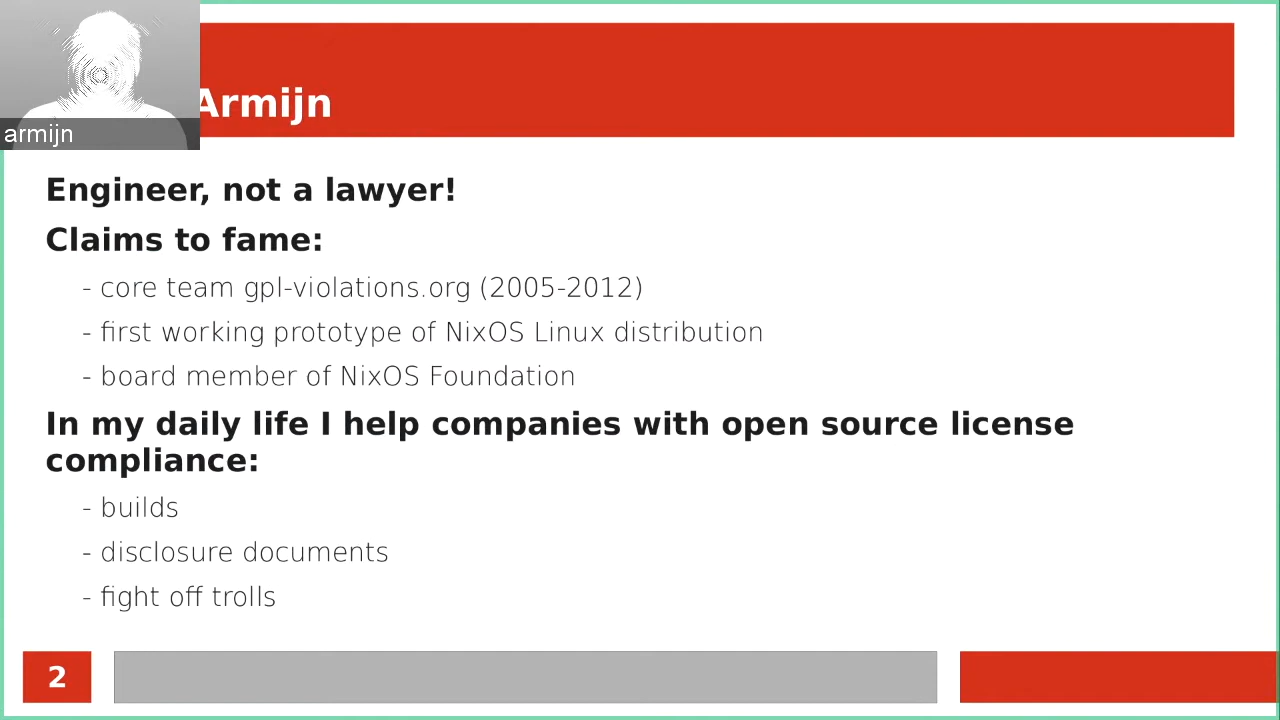 Armijn
armijn
Engineer, not a lawyer!
Claims to fame:
- core team gpl-violations.org (2005-2012)
- first working prototype of NixOS Linux distribution
- board member of NixOS Foundation
In my daily life I help companies with open source license
compliance:
- builds
- disclosure documents
- fight off trolls
2